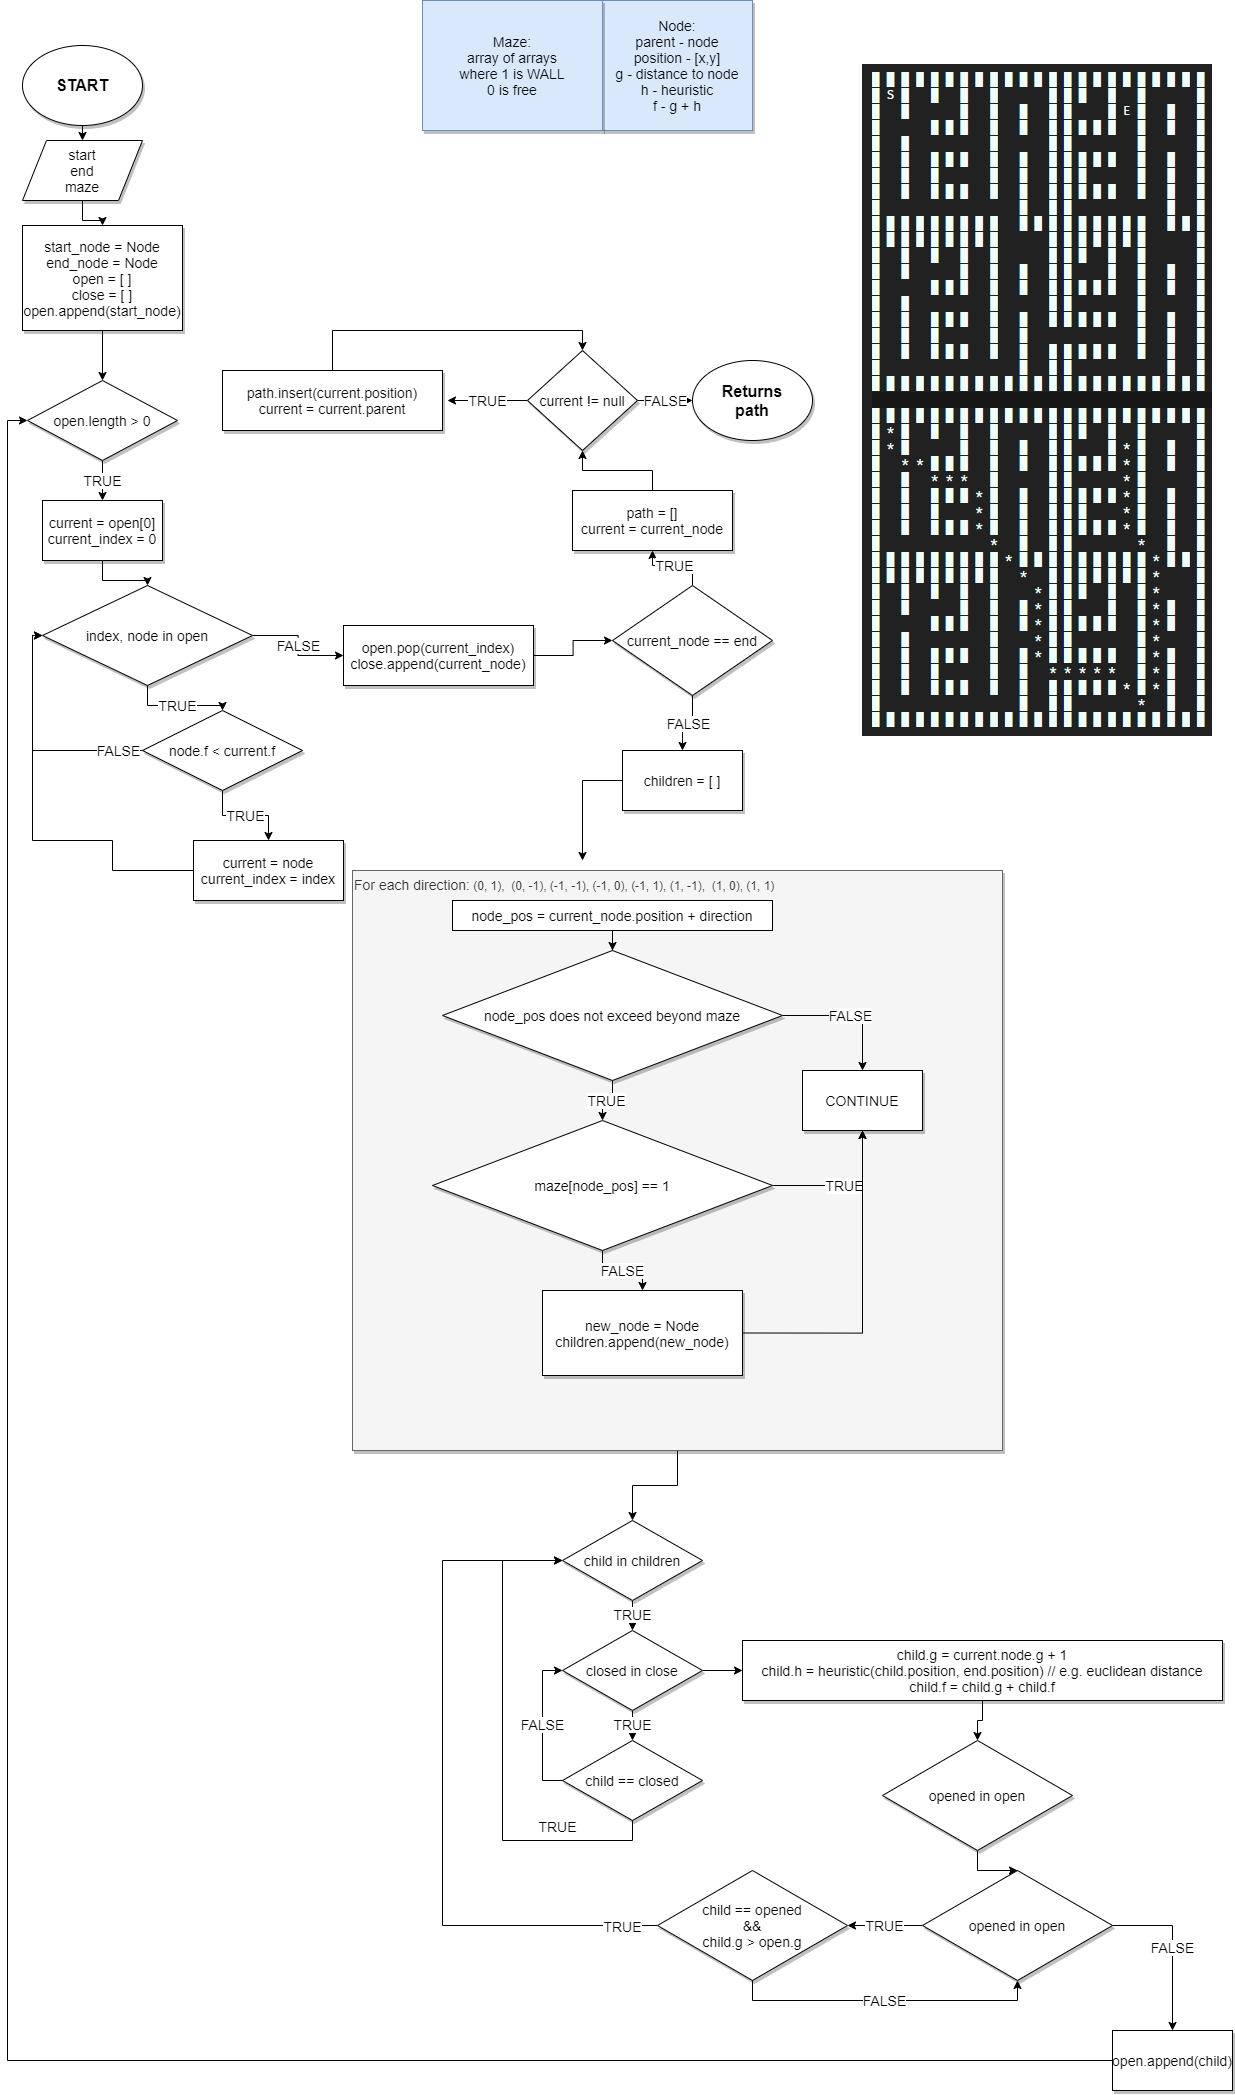 Maze:
array of arrays
where 1 is WALL
0 is free
Node:
parent - node
position - [x,y]
g - distance to node
h - heuristic
f - g + h
START
start
end
maze
start_node = Node
end_node = Node
open = [ ]
close = [ ]
open.append(start_node)
open.length > 0
TRUE
current = open[0]
current_index = 0
index, node in open
FALSE
TRUE
node.f < current.f
FALSE
TRUE
current = node
current_index = index
open.pop(current_index)
close.append(current_node)
current_node == end
TRUE
FALSE
path = []
current = current_node
current != null
TRUE
FALSE
path.insert(current.position)
current = current.parent
Returns
path
S
E
children = [ ]
For each direction: (0, 1), (0, -1), (-1, -1), (-1, 0), (-1, 1), (1, -1), (1, 0), (1, 1)
node_pos = current_node.position + direction
node_pos does not exceed beyond maze
FALSE
TRUE
CONTINUE
maze[node_pos] == 1
TRUE
FALSE
new_node = Node
children.append(new_node)
child in children
TRUE
closed in close
FALSE
TRUE
child == closed
TRUE
child.g = current.node.g + 1
child.h = heuristic(child.position, end.position) // e.g. euclidean distance
child.f = child.g + child.f
opened in open
opened in open
TRUE
FALSE
child == opened
&&
child.g > open.g
TRUE
FALSE
open.append(child)